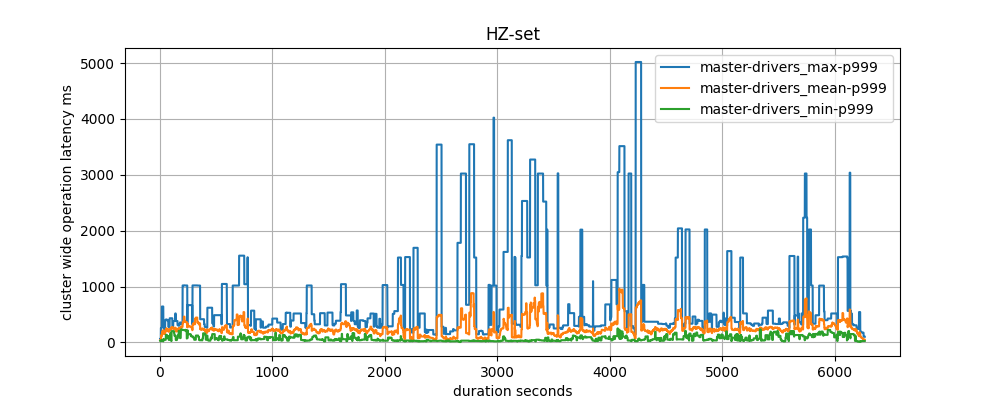 HZ-set
cluster wide operation latency ms
5000
4000
3000
2000
1000
0
master-drivers_max-p999
master-drivers_mean-p999
master-drivers_min-p999
0
1000
2000
3000
4000
5000
6000
duration seconds